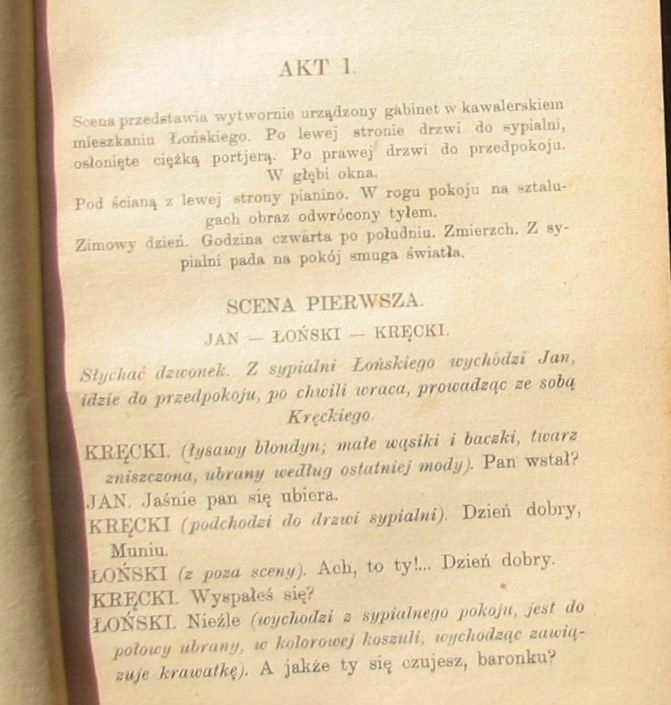 AKT 1.
Scena przedstawia wytwornie urządzony gabinet w kawalerskiem
mieszkaniu Łońskiego. Po lewej stronie drzwi do sypialni,
osłonięte ciężką portjerą. Po prawej drzwi do przedpokoju.
W głębi okna.
Pod ścianą z lewej strony pianino. W rogu pokoju na sztalu-
gach obraz odwrócony tyłem.
Zimowy dzień. Godzina czwarta po południu. Zmierzch. Z sy-
pialni pada na pokój smuga światła.
SCENA PIERWSZA.
JAN — ŁOŃSKI — KRĘCKI.
Słychać dzwonek. Z sypialni Łońskiego wychodzi Jan,
idzie do przedpokoju, po chwili wraca, prowadząc ze sobą
Kręckiego.
KRĘCKI. (łysawy blondyn; małe wąsiki i baczki, twarz
zniszczona, ubrany według ostatniej mody). Pan wstał?
JAN. Jaśnie pan się ubiera.
KRĘCKI (podchodzi do drzwi sypialni). Dzień dobry,
Muniu.
ŁOŃSKI (z poza sceny). Ach, to ty!... Dzień dobry.
KRĘCKI. Wyspałeś się?
ŁOŃSKI. Nieźle (wychodzi z sypialnego pokoju, jest do
połowy ubrany, w kolorowej koszuli, wychodząc zawią-
zuje krawatkę). A jakże ty się czujesz, baronku?